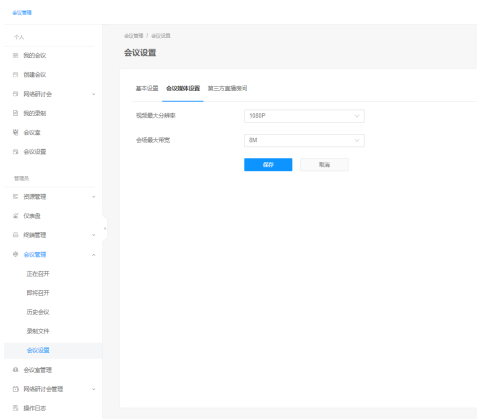 会议管理
个人
我的会议
创建会议
网络研讨会
我的录制
会议室
会议设置
管理员
资源管理
仪表盘
终端管理
会议管理
正在召开
即将召开
历史会议
录制文件
会议设置
会议室管理
网络研讨会管理
操作日志
会议管理 / 会议设置
会议设置
基本设置 会议媒体设置 第三方直播询问
视频最大分辨率 1080P
会场最大带宽 8M
保存 取消